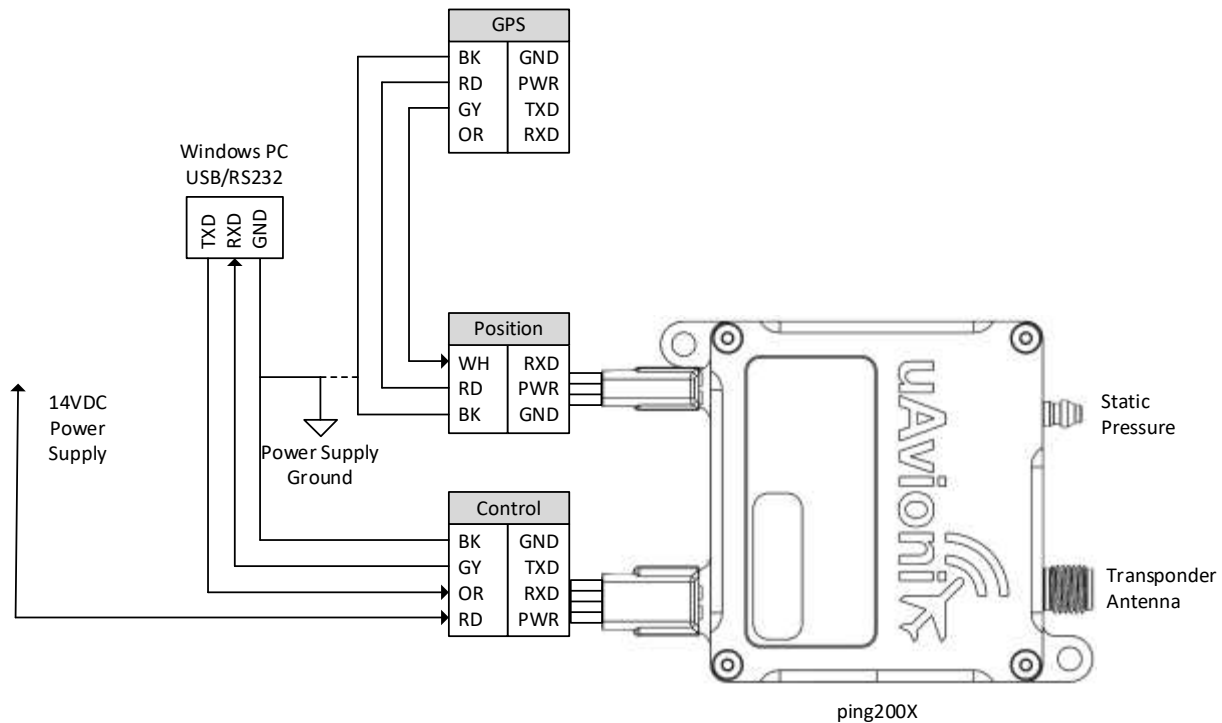 GPS
BK GND
RD PWR
GY TXD
OR RXD
Windows PC
USB/RS232
TXD
RXD
GND
Position
WH RXD
RD PWR
BK GND
14VDC
Power
Supply
Power Supply
Ground
Control
BK GND
GY TXD
OR RXD
RD PWR
uAvionix
Static
Pressure
Transponder
Antenna
ping200X